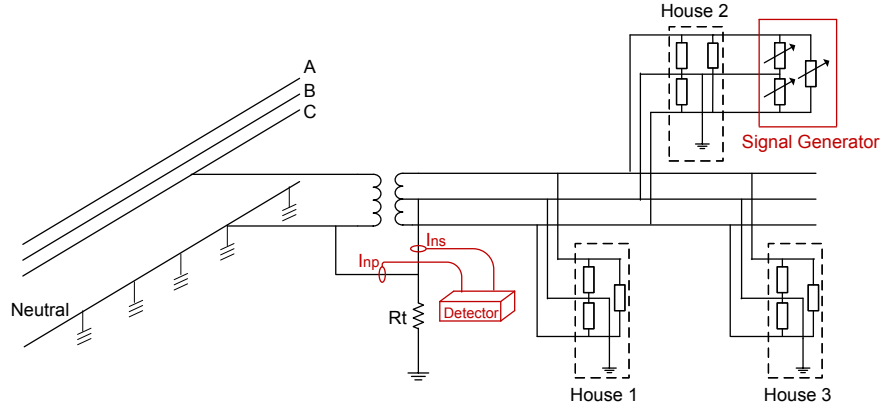 House 2
A
B
C
Signal Generator
Ins
Inp
Neutral
Rt
Detector
House 1
House 3